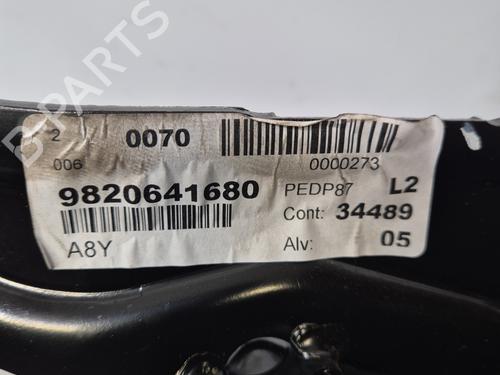 2 0070
006 0000273
9820641680 PEDP87 L2
Cont: 34489
A8Y Alv: 05
B-PARTS